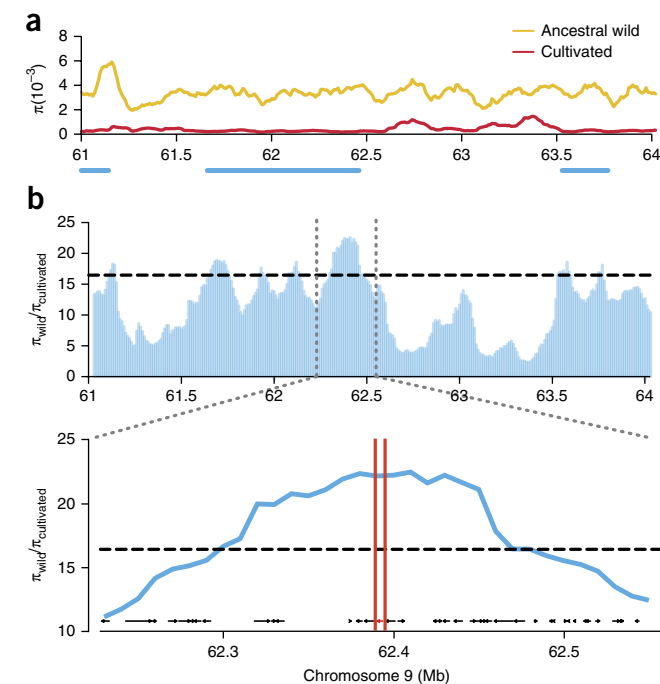 a
Ancestral wild
Cultivated
π(10⁻³)
8
6
4
2
0
61 61.5 62 62.5 63 63.5 64
b
πwild/πcultivated
25
20
15
10
5
0
61 61.5 62 62.5 63 63.5 64
πwild/πcultivated
25
20
15
10
62.3 62.4 62.5
Chromosome 9 (Mb)